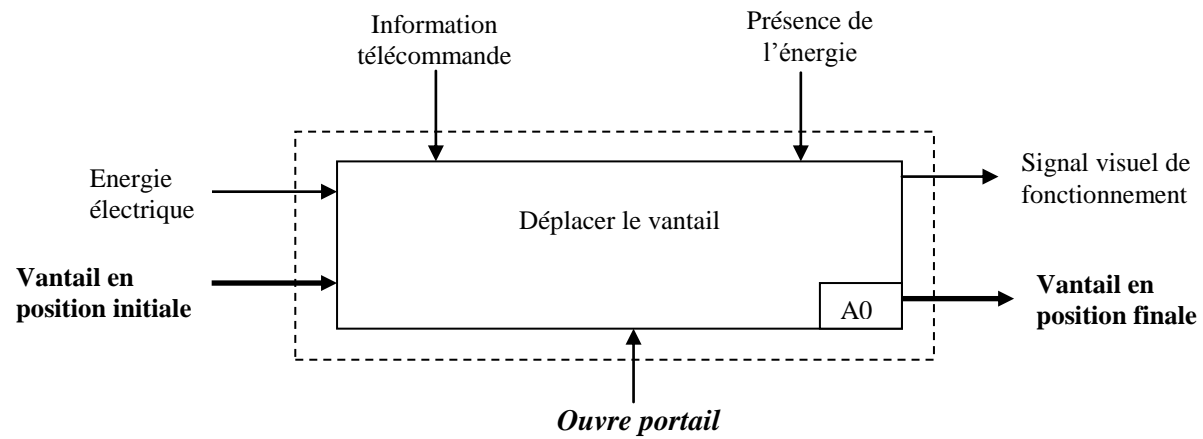 Information
télécommande
Présence de
l’énergie
Energie
électrique
Déplacer le vantail
Signal visuel de
fonctionnement
Vantail en
position initiale
A0
Vantail en
position finale
Ouvre portail